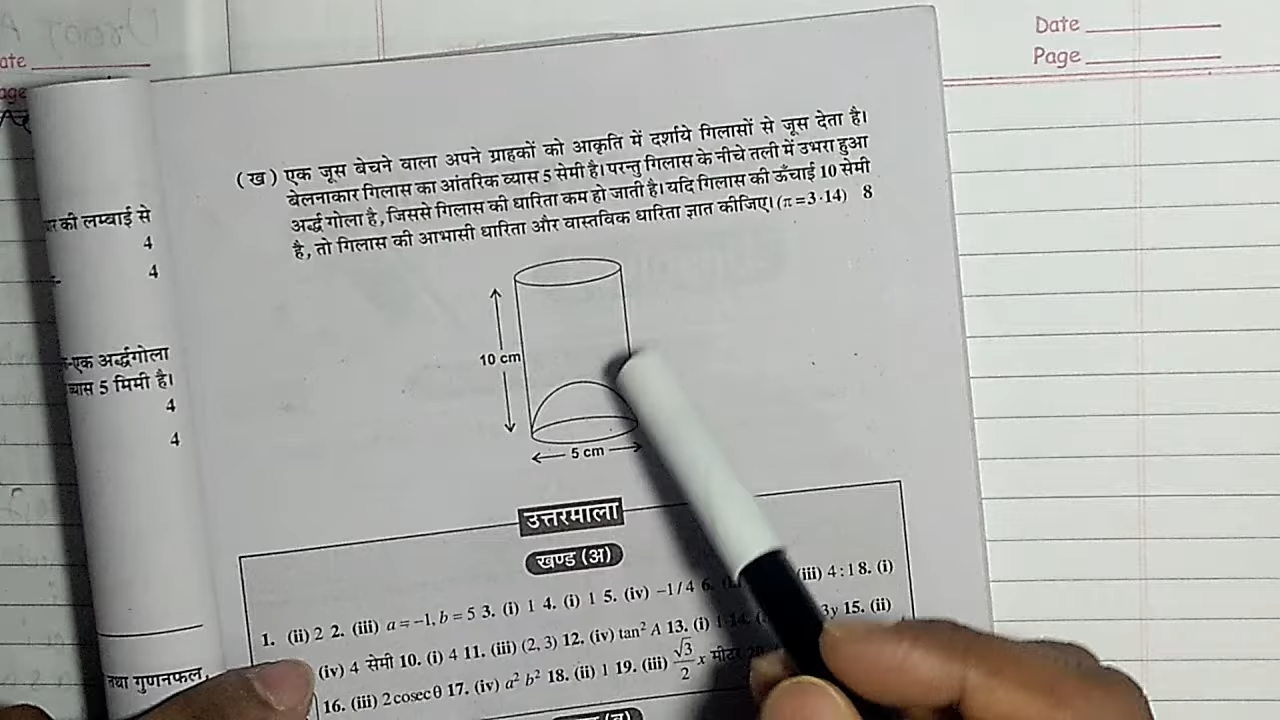 Date
Page
ate
age
(ख) एक जूस बेचने वाला अपने ग्राहकों को आकृति में दर्शाये गिलासों से जूस देता है।
बेलनाकार गिलास का आंतरिक व्यास 5 सेमी है। परन्तु गिलास के नीचे तली में उभरा हुआ
अर्द्ध गोला है, जिससे गिलास की धारिता कम हो जाती है। यदि गिलास की ऊँचाई 10 सेमी
है, तो गिलास की आभासी धारिता और वास्तविक धारिता ज्ञात कीजिए। (π = 3·14) 8
की लम्बाई से
4
4
एक अर्द्धगोला
व्यास 5 मिमी है।
4
4
तथा गुणनफल,
10 cm
5 cm
उत्तरमाला
खण्ड (अ)
1. (ii) 2 2. (iii) a = −1, b = 5 3. (i) 1 4. (i) 1 5. (iv) −1/4 6. (iii) 4 : 1 8. (i)
(iv) 4 सेमी 10. (i) 4 11. (iii) (2, 3) 12. (iv) tan² A 13. (i) 3y 15. (ii)
16. (iii) 2 cosec θ 17. (iv) a² b² 18. (ii) 1 19. (iii) √3/2 x मीटर